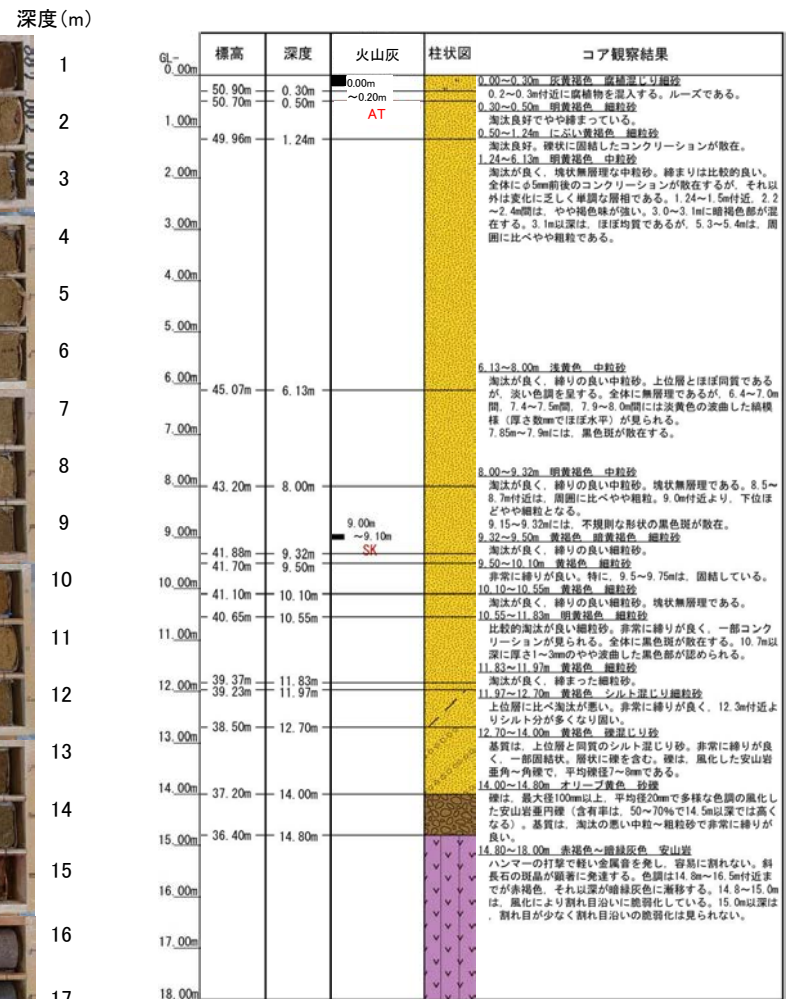 深度(m)
1
2
3
4
5
6
7
8
9
10
11
12
13
14
15
16
17
GL-
0.00m
1.00m
2.00m
3.00m
4.00m
5.00m
6.00m
7.00m
8.00m
9.00m
10.00m
11.00m
12.00m
13.00m
14.00m
15.00m
16.00m
17.00m
18.00m
標高 深度 火山灰 柱状図 コア観察結果
50.90m 0.30m
50.70m 0.50m
49.96m 1.24m
45.07m 6.13m
43.20m 8.00m
41.88m 9.32m
41.70m 9.50m
41.10m 10.10m
40.65m 10.55m
39.37m 11.83m
39.23m 11.97m
38.50m 12.70m
37.20m 14.00m
36.40m 14.80m
0.00m
~0.20m
AT
9.00m
~9.10m
SK
0.00~0.30m 灰黄褐色 腐植混じり細砂
0.2~0.3m付近に腐植物を混入する。ルーズである。
0.30~0.50m 明黄褐色 細粒砂
淘汰良好でやや締まっている。
0.50~1.24m にぶい黄褐色 細粒砂
淘汰良好。礫状に固結したコンクリーションが散在。
1.24~6.13m 明黄褐色 中粒砂
淘汰が良く、塊状無層理な中粒砂。締まりは比較的良い。
全体にφ5mm前後のコンクリーションが散在するが、それ以
外は変化に乏しく単調な層相である。1.24~1.5m付近、2.2
~2.4m間は、やや褐色味が強い。3.0~3.1mに暗褐色部が混
在する。3.1m以深は、ほぼ均質であるが、5.3~5.4mは、周
囲に比べやや粗粒である。
6.13~8.00m 浅黄色 中粒砂
淘汰が良く、締りの良い中粒砂。上位層とほぼ同質である
が、淡い色調を呈する。全体に無層理であるが、6.4~7.0m
間、7.4~7.5m間、7.9~8.0m間には淡黄色の波曲した縞模
様（厚さ数mmでほぼ水平）が見られる。
7.85m~7.9mには、黒色斑が散在する。
8.00~9.32m 明黄褐色 中粒砂
淘汰が良く、締りの良い中粒砂。塊状無層理である。8.5~
8.7m付近は、周囲に比べやや粗粒。9.0m付近より、下位ほ
どやや細粒となる。
9.15~9.32mには、不規則な形状の黒色斑が散在。
9.32~9.50m 黄褐色 暗黄褐色 細粒砂
淘汰が良く、締りの良い細粒砂。
9.50~10.10m 黄褐色 細粒砂
非常に締りが良い。特に、9.5~9.75mは、固結している。
10.10~10.55m 黄褐色 細粒砂
淘汰が良く、締りの良い細粒砂。塊状無層理である。
10.55~11.83m 明黄褐色 細粒砂
比較的淘汰が良い細粒砂。非常に締りが良く、一部コンク
リーションが見られる。全体に黒色斑が散在する。10.7m以
深に厚さ1~3mmのやや波曲した黒色部が認められる。
11.83~11.97m 黄褐色 細粒砂
淘汰が良く、締まった細粒砂。
11.97~12.70m 黄褐色 シルト混じり細粒砂
上位層に比べ淘汰が悪い。非常に締りが良く、12.3m付近よ
りシルト分が多くなり固い。
12.70~14.00m 黄褐色 礫混じり砂
基質は、上位層と同質のシルト混じり砂。非常に締りが良
く、一部固結状。層状に礫を含む。礫は、風化した安山岩
亜角~角礫で、平均礫径7~8mmである。
14.00~14.80m オリーブ黄色 砂礫
礫は、最大径100mm以上、平均径20mmで多様な色調の風化し
た安山岩亜円礫（含有率は、50~70%で14.5m以深では高く
なる）。基質は、淘汰の悪い中粒~粗粒砂で非常に締りが
良い。
14.80~18.00m 赤褐色~暗緑灰色 安山岩
ハンマーの打撃で軽い金属音を発し、容易に割れない。斜
長石の斑晶が顕著に発達する。色調は14.8m~16.5m付近ま
でが赤褐色、それ以深が暗緑灰色に漸移する。14.8~15.0m
は、風化により割れ目沿いに脆弱化している。15.0m以深は
、割れ目が少なく割れ目沿いの脆弱化は見られない。